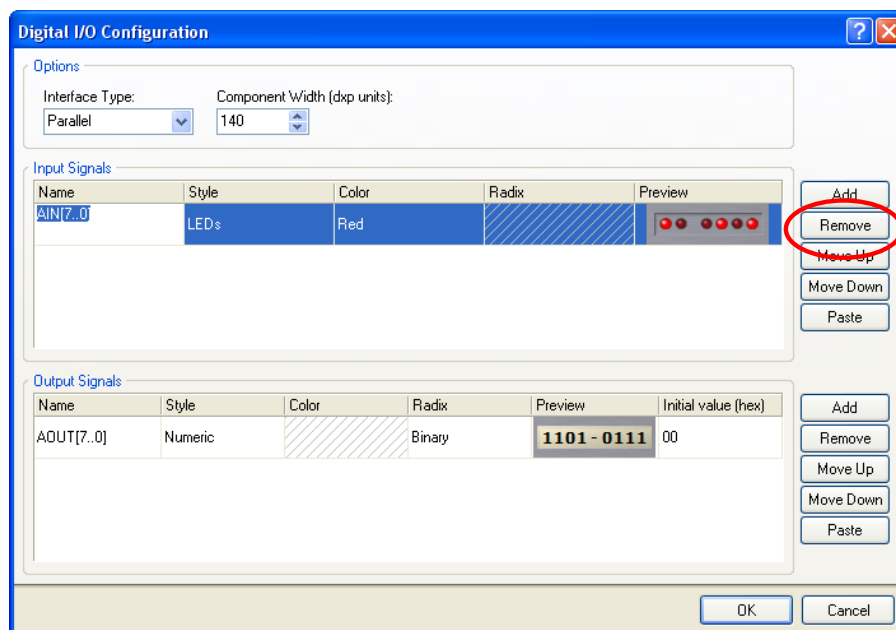 Digital I/O Configuration
Options
Interface Type: Component Width (dxp units):
Parallel 140
Input Signals
Name Style Color Radix Preview
AIN[7..0] LEDs Red
Add
Remove
Move Up
Move Down
Paste
Output Signals
Name Style Color Radix Preview Initial value (hex)
AOUT[7..0] Numeric Binary 1101-0111 00
Add
Remove
Move Up
Move Down
Paste
OK Cancel